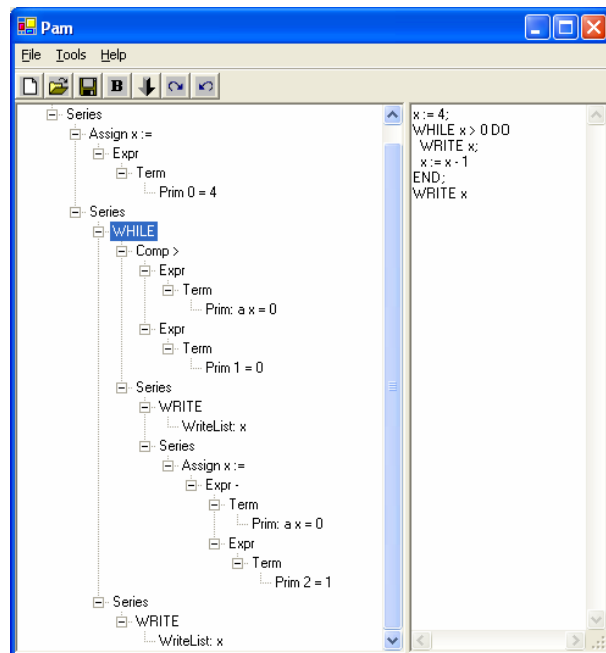 Pam
File Tools Help
B
Series
Assign x :=
Expr
Term
Prim 0 = 4
Series
WHILE
Comp >
Expr
Term
Prim: a x = 0
Expr
Term
Prim 1 = 0
Series
WRITE
WriteList: x
Series
Assign x :=
Expr -
Term
Prim: a x = 0
Expr
Term
Prim 2 = 1
Series
WRITE
WriteList: x
x := 4;
WHILE x > 0 DO
WRITE x;
x := x - 1
END;
WRITE x